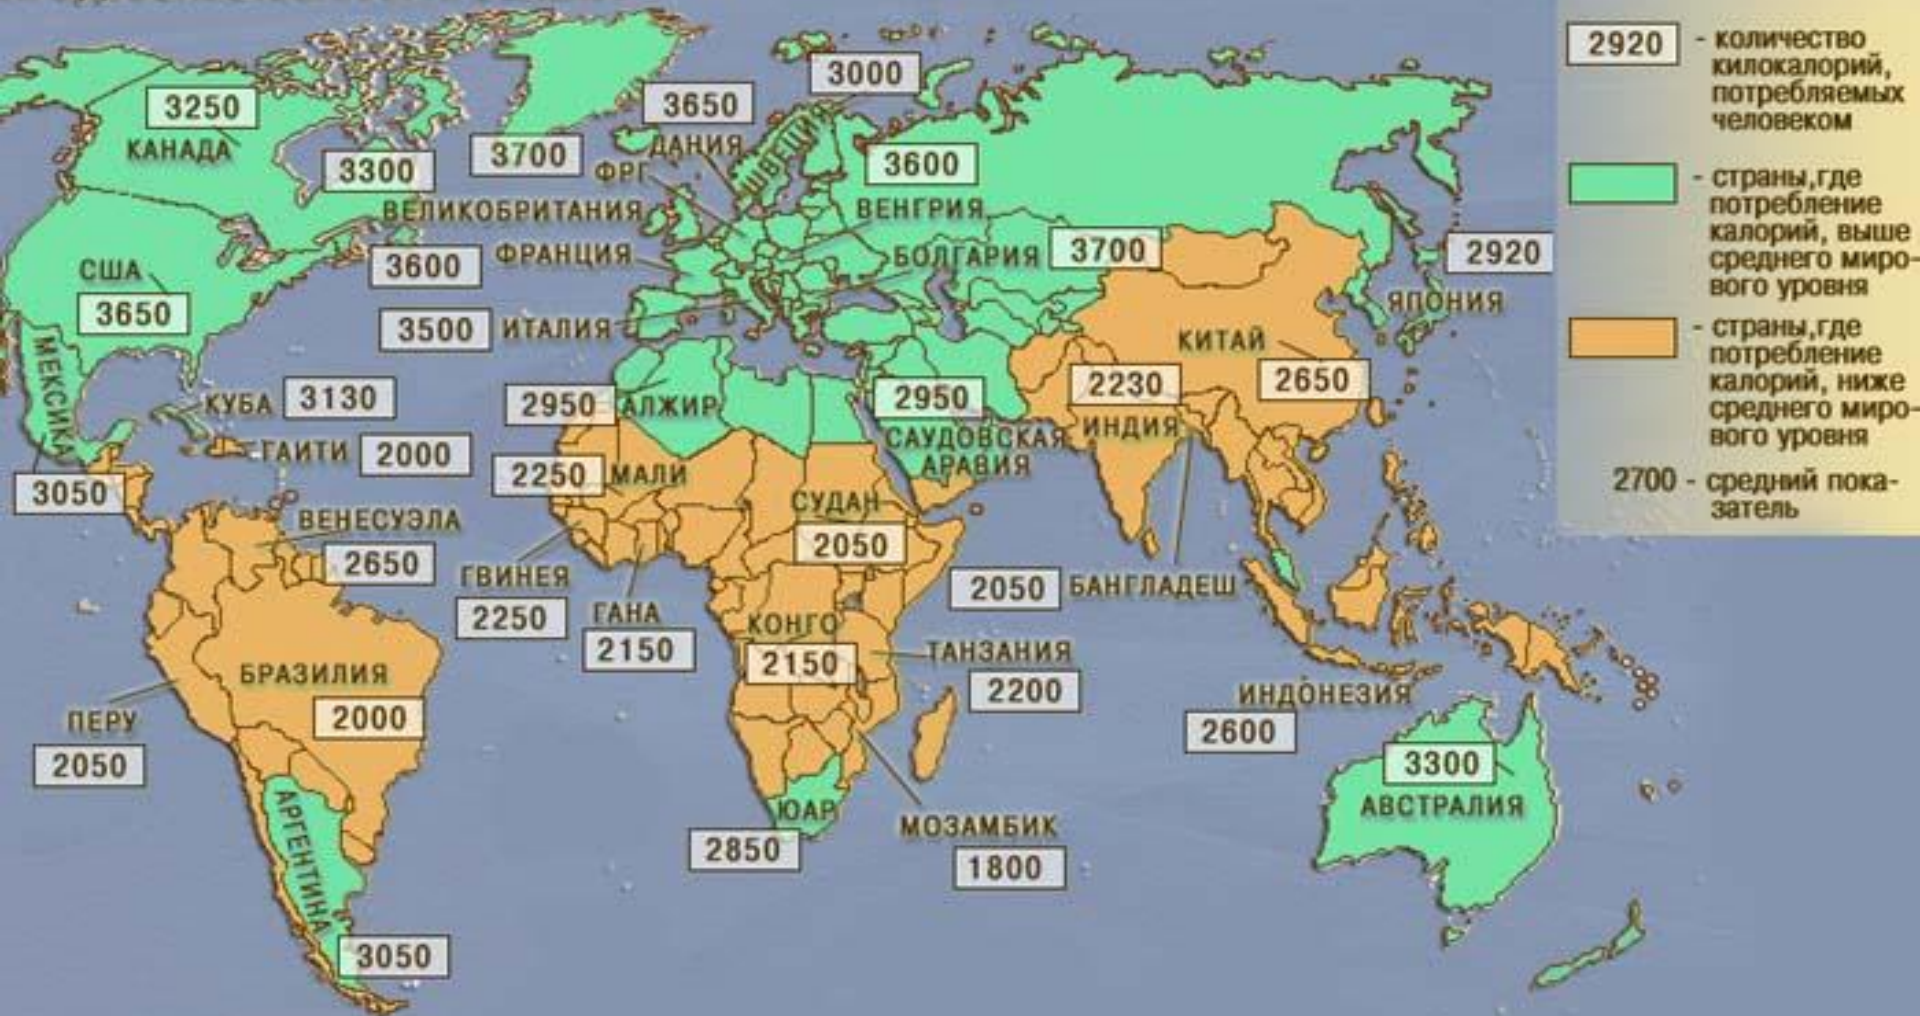 3250
КАНАДА
3300
3700
3650
ДАНИЯ
3000
ШВЕЦИЯ
3600
ФРГ
ВЕЛИКОБРИТАНИЯ
3600
ФРАНЦИЯ
3500
ИТАЛИЯ
ВЕНГРИЯ
БОЛГАРИЯ
3700
2920
ЯПОНИЯ
США
3650
МЕКСИКА
3050
КУБА
3130
ГАИТИ
2000
2950
АЛЖИР
2250
МАЛИ
СУДАН
2050
2950
САУДОВСКАЯ
АРАВИЯ
2230
ИНДИЯ
КИТАЙ
2650
ВЕНЕСУЭЛА
2650
ГВИНЕЯ
2250
ГАНА
2150
КОНГО
2150
2050
БАНГЛАДЕШ
ТАНЗАНИЯ
2200
БРАЗИЛИЯ
2000
ПЕРУ
2050
АРГЕНТИНА
3050
ЮАР
2850
МОЗАМБИК
1800
ИНДОНЕЗИЯ
2600
3300
АВСТРАЛИЯ
2920 - количество
килокалорий,
потребляемых
человеком
- страны,где
потребление
калорий, выше
среднего миро-
вого уровня
- страны,где
потребление
калорий, ниже
среднего миро-
вого уровня
2700 - средний пока-
затель